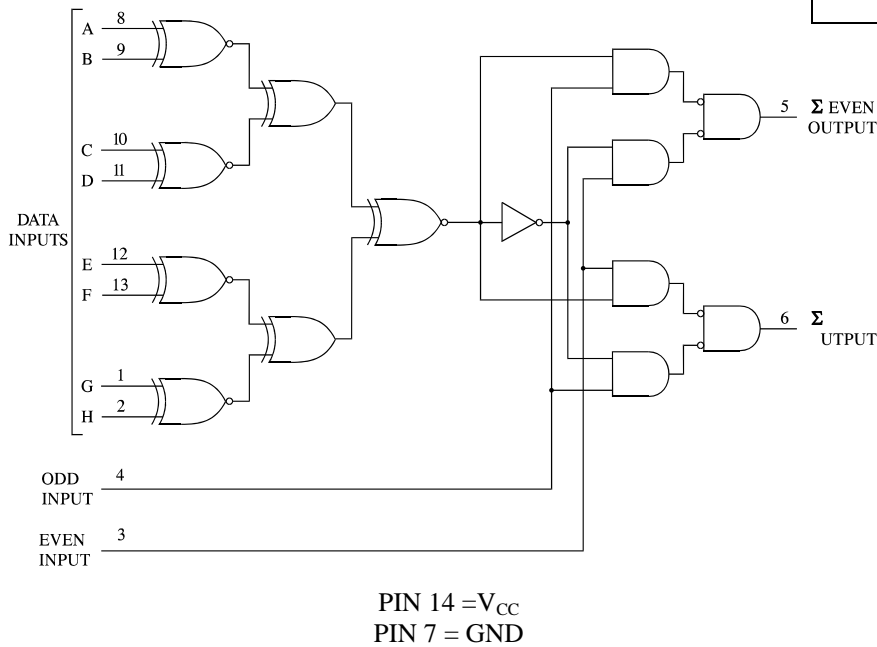 A 8
B 9
C 10
D 11
DATA
INPUTS
E 12
F 13
G 1
H 2
ODD
INPUT
4
EVEN
INPUT
3
5 Σ EVEN
OUTPUT
6 Σ
UTPUT
PIN 14 =VCC
PIN 7 = GND